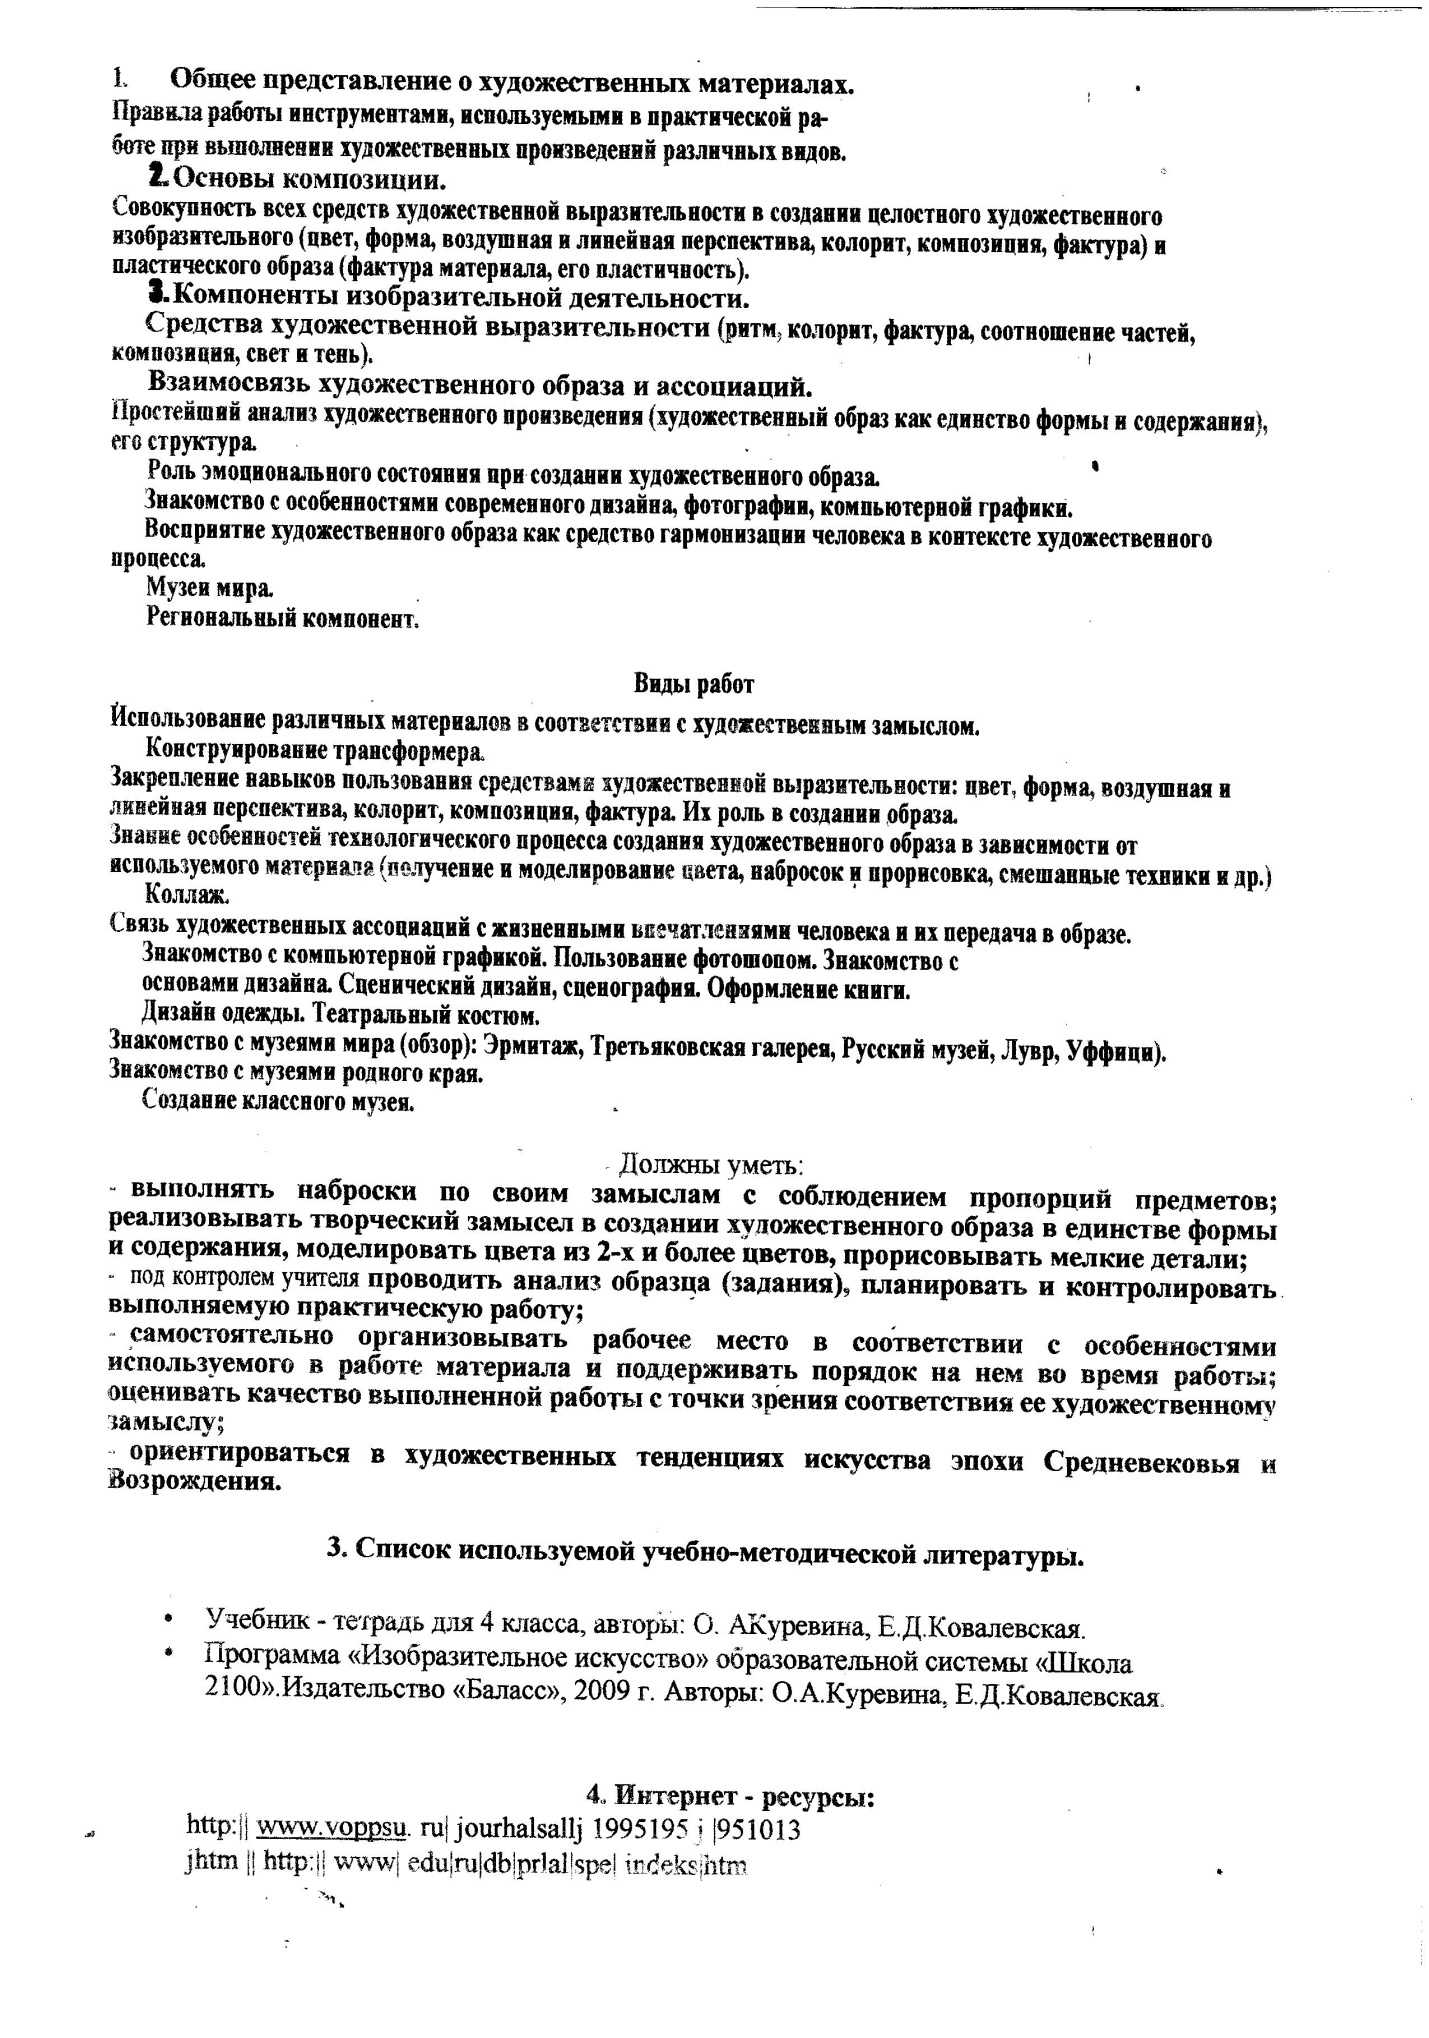 1. Общее представление о художественных материалах.
Правила работы инструментами, используемыми в практической ра-
боте при выполнении художественных произведений различных видов.
2. Основы композиции.
Совокупность всех средств художественной выразительности в создании целостного художественного
изобразительного (цвет, форма, воздушная и линейная перспектива, колорит, композиция, фактура) и
пластического образа (фактура материала, его пластичность).
3. Компоненты изобразительной деятельности.
Средства художественной выразительности (ритм, колорит, фактура, соотношение частей,
композиция, свет и тень).
Взаимосвязь художественного образа и ассоциаций.
Простейший анализ художественного произведения (художественный образ как единство формы и содержания),
его структура.
Роль эмоционального состояния при создании художественного образа.
Знакомство с особенностями современного дизайна, фотографии, компьютерной графики.
Восприятие художественного образа как средство гармонизации человека в контексте художественного
процесса.
Музеи мира.
Региональный компонент.
Виды работ
Использование различных материалов в соответствии с художественным замыслом.
Конструирование трансформера.
Закрепление навыков пользования средствами художественной выразительности: цвет, форма, воздушная и
линейная перспектива, колорит, композиция, фактура. Их роль в создании образа.
Знание особенностей технологического процесса создания художественного образа в зависимости от
используемого материала (получение и моделирование цвета, набросок и прорисовка, смешанные техники и др.)
Коллаж.
Связь художественных ассоциаций с жизненными впечатлениями человека и их передача в образе.
Знакомство с компьютерной графикой. Пользование фотошопом. Знакомство с
основами дизайна. Сценический дизайн, сценография. Оформление книги.
Дизайн одежды. Театральный костюм.
Знакомство с музеями мира (обзор): Эрмитаж, Третьяковская галерея, Русский музей, Лувр, Уффици).
Знакомство с музеями родного края.
Создание классного музея.
Должны уметь:
- выполнять наброски по своим замыслам с соблюдением пропорций предметов;
реализовывать творческий замысел в создании художественного образа в единстве формы
и содержания, моделировать цвета из 2-х и более цветов, прорисовывать мелкие детали;
- под контролем учителя проводить анализ образца (задания), планировать и контролировать
выполняемую практическую работу;
- самостоятельно организовывать рабочее место в соответствии с особенностями
используемого в работе материала и поддерживать порядок на нем во время работы;
оценивать качество выполненной работы с точки зрения соответствия ее художественному
замыслу;
- ориентироваться в художественных тенденциях искусства эпохи Средневековья и
Возрождения.
3. Список используемой учебно-методической литературы.
• Учебник - тетрадь для 4 класса, авторы: О. АКуревина, Е.Д.Ковалевская.
• Программа «Изобразительное искусство» образовательной системы «Школа
2100».Издательство «Баласс», 2009 г. Авторы: О.А.Куревина, Е.Д.Ковалевская.
4. Интернет - ресурсы:
http:|| www.voppsu. ru| jourhalsallj 1995195 j |951013
jhtm || http:|| www| edu|ru|db|prlal|spe| indeks|htm